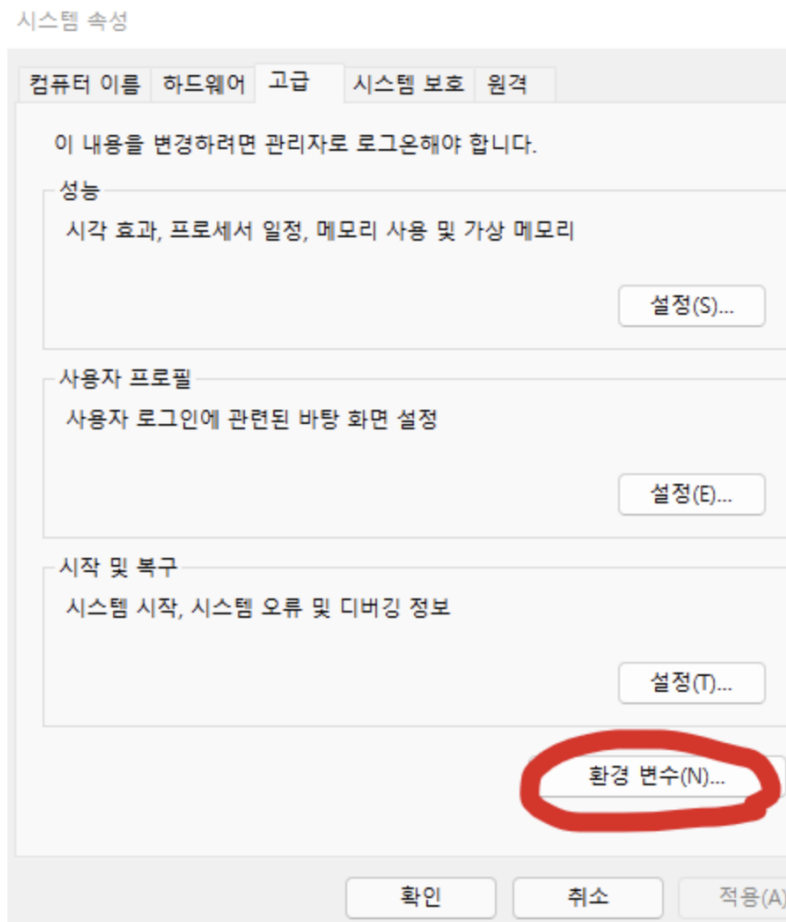 시스템 속성
컴퓨터 이름 하드웨어 고급 시스템 보호 원격
이 내용을 변경하려면 관리자로 로그온해야 합니다.
성능
시각 효과, 프로세서 일정, 메모리 사용 및 가상 메모리
설정(S)...
사용자 프로필
사용자 로그인에 관련된 바탕 화면 설정
설정(E)...
시작 및 복구
시스템 시작, 시스템 오류 및 디버깅 정보
설정(T)...
환경 변수(N)...
확인 취소 적용(A)